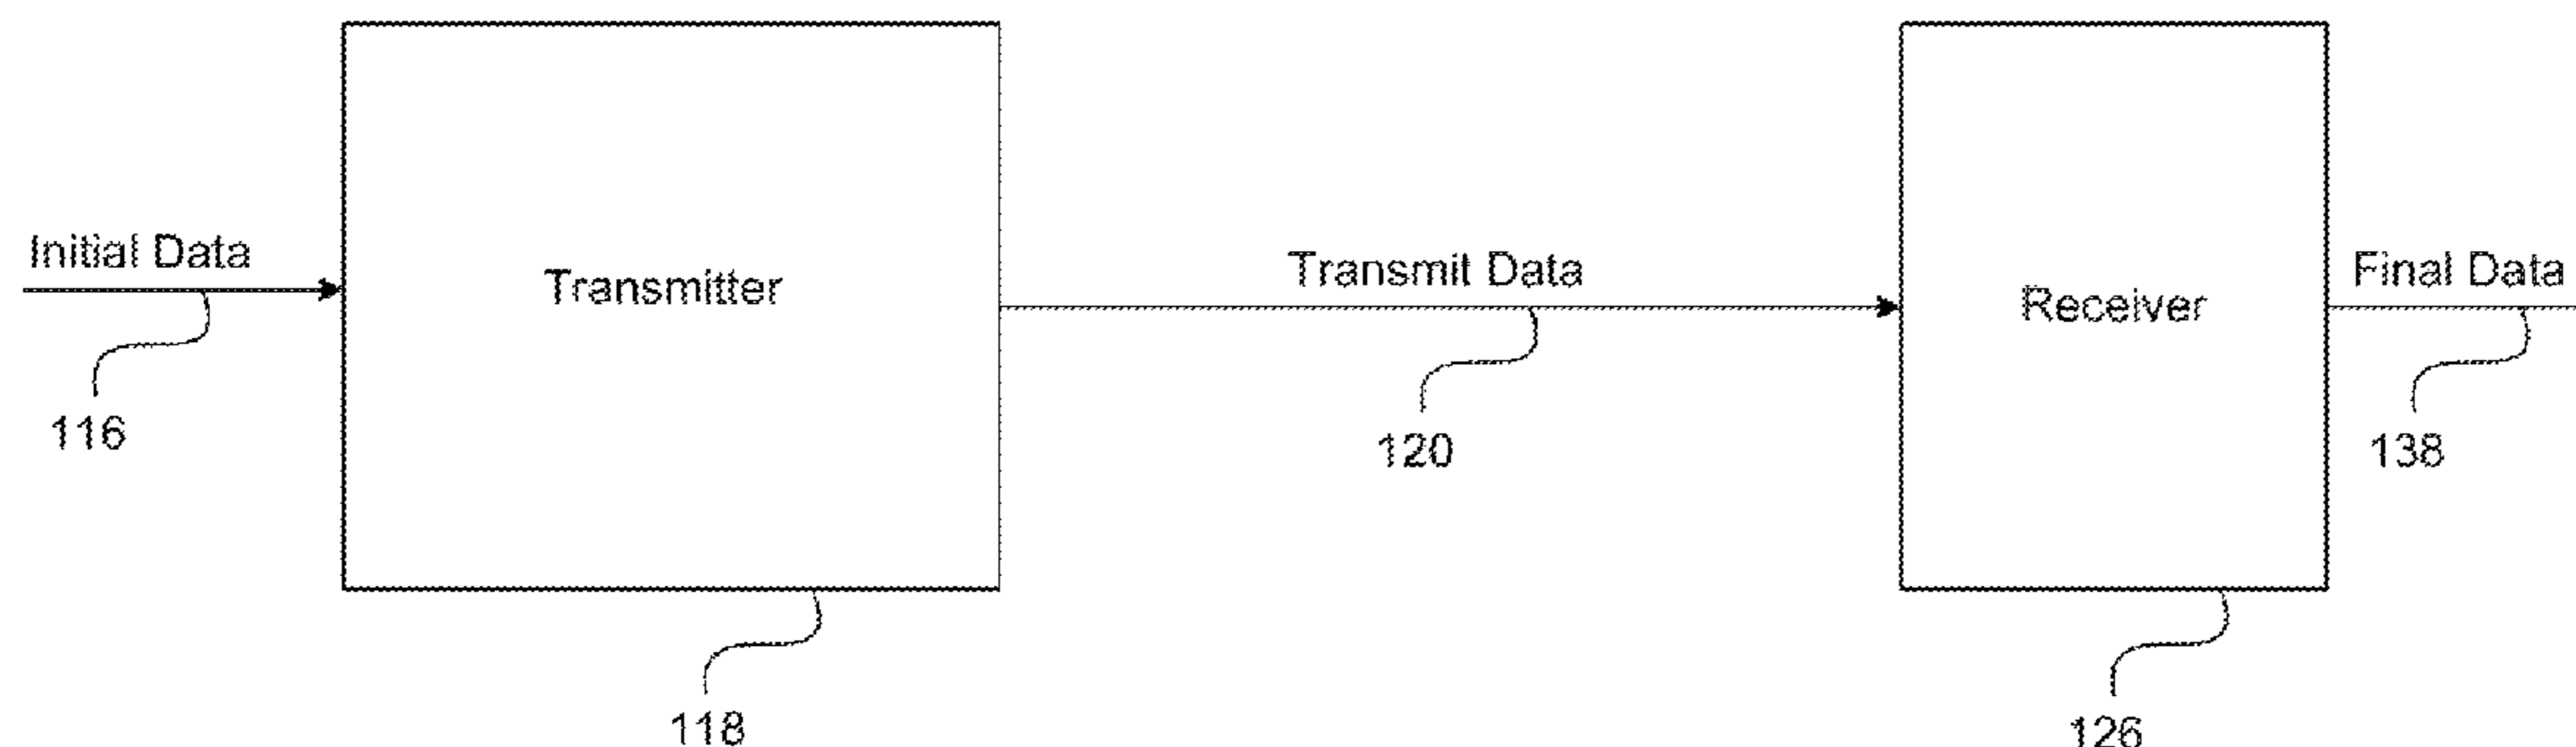 Initial Data
Transmitter
Transmit Data
Receiver
Final Data
116
120
138
118
126